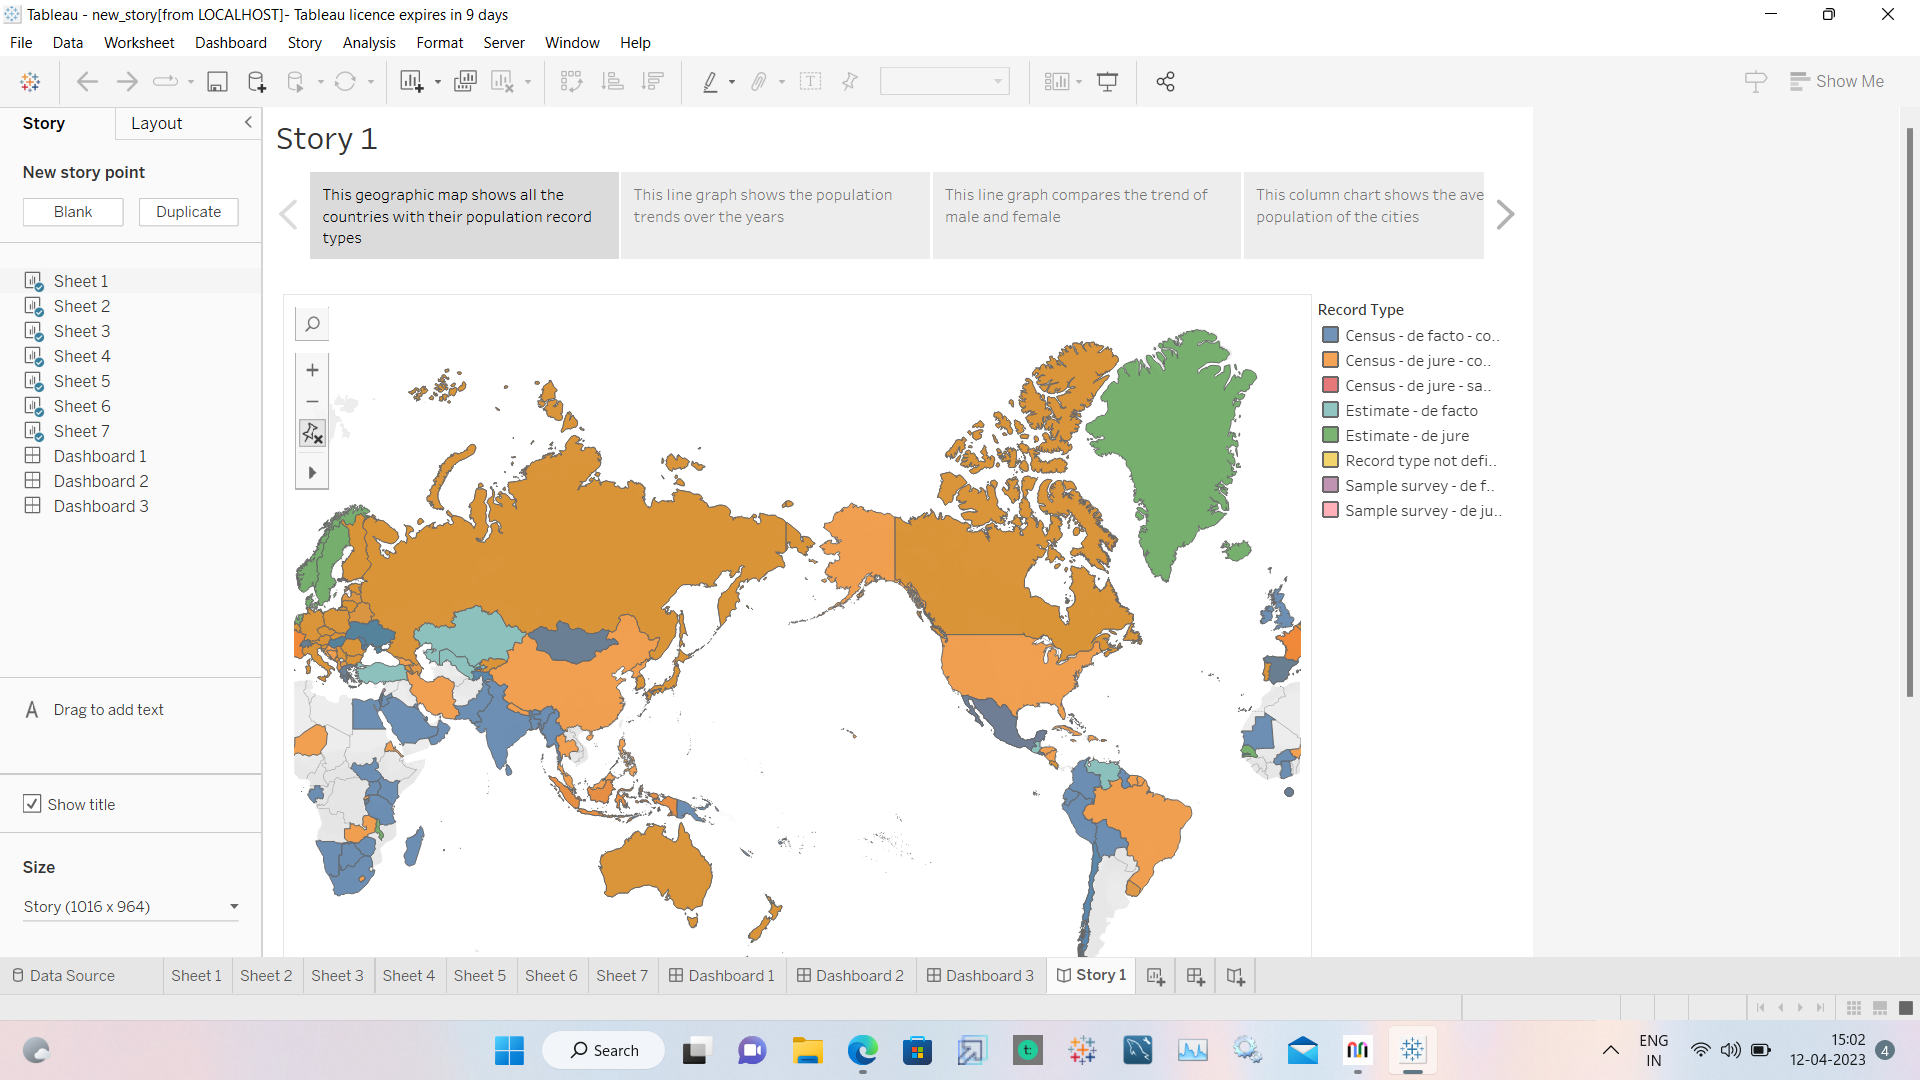 Tableau - new_story[from LOCALHOST]- Tableau licence expires in 9 days
File Data Worksheet Dashboard Story Analysis Format Server Window Help
Show Me
Story Layout
New story point
Blank Duplicate
Sheet 1
Sheet 2
Sheet 3
Sheet 4
Sheet 5
Sheet 6
Sheet 7
Dashboard 1
Dashboard 2
Dashboard 3
A Drag to add text
Show title
Size
Story (1016 x 964)
Story 1
This geographic map shows all the
countries with their population record
types
This line graph shows the population
trends over the years
This line graph compares the trend of
male and female
This column chart shows the ave
population of the cities
Record Type
Census - de facto - co..
Census - de jure - co..
Census - de jure - sa..
Estimate - de facto
Estimate - de jure
Record type not defi..
Sample survey - de f..
Sample survey - de ju..
Data Source Sheet 1 Sheet 2 Sheet 3 Sheet 4 Sheet 5 Sheet 6 Sheet 7 Dashboard 1 Dashboard 2 Dashboard 3 Story 1
Search
ENG
IN
15:02
12-04-2023
4